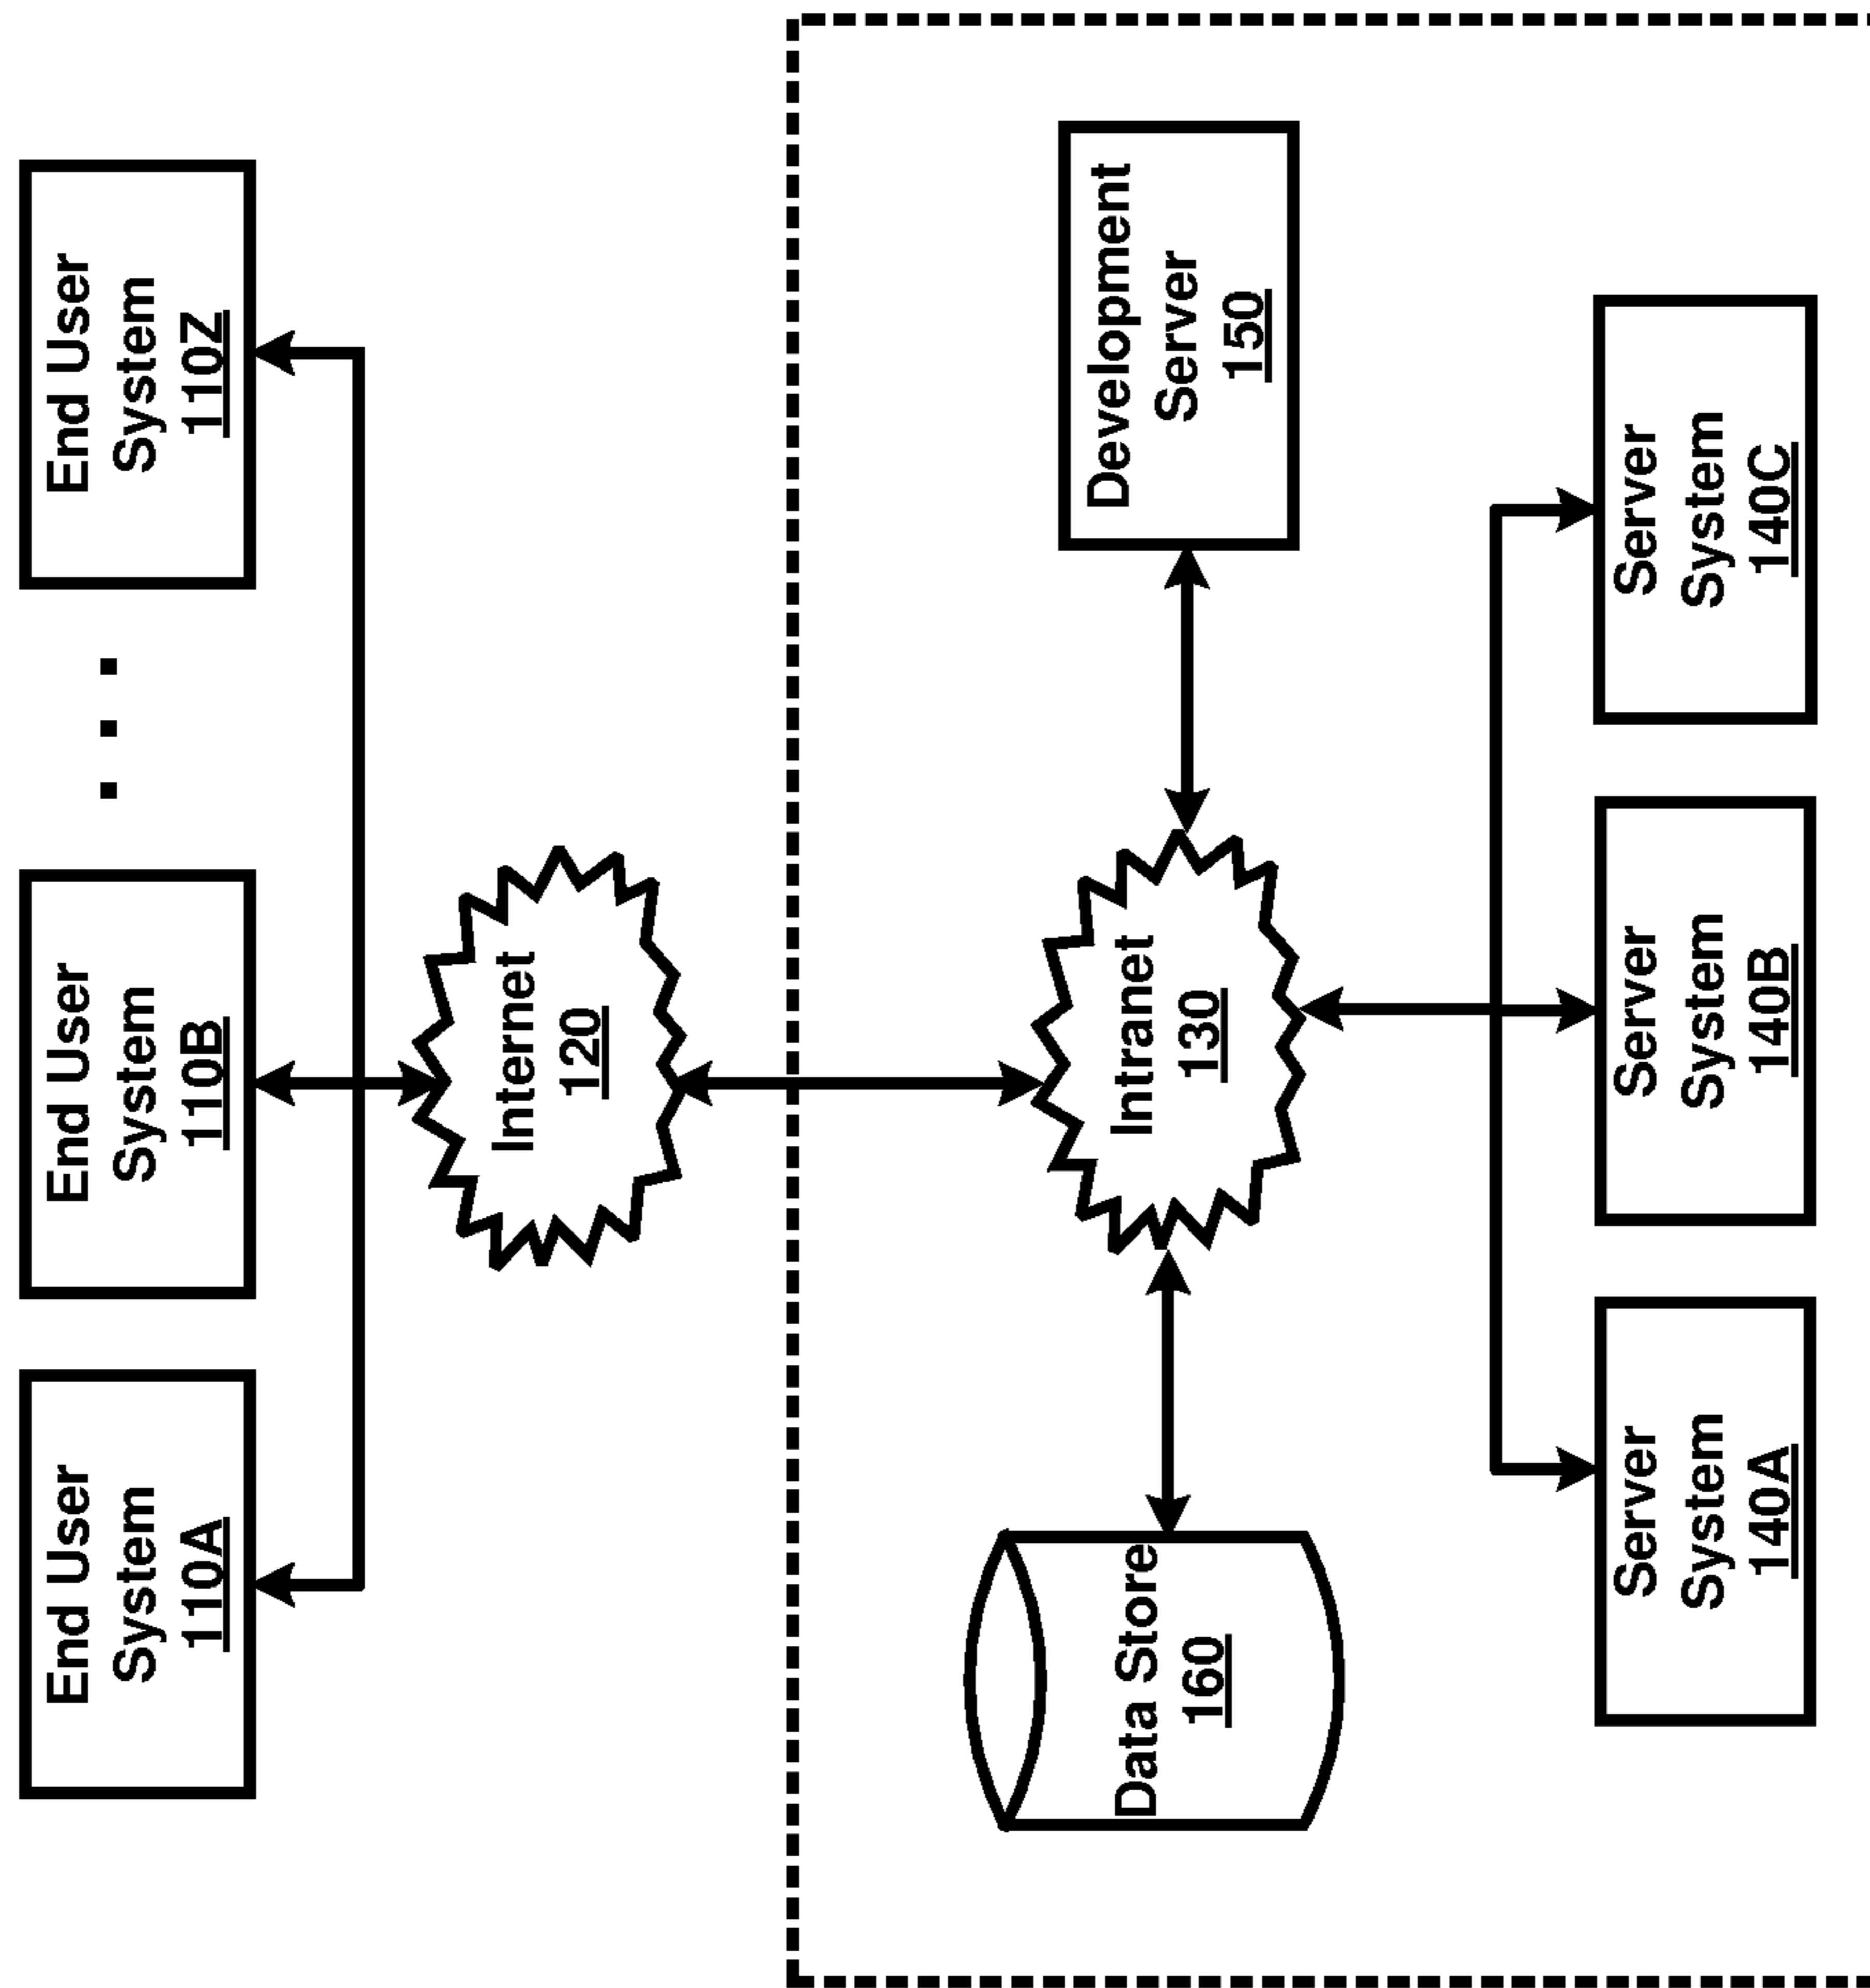 End User
System
110A
End User
System
110B
. . .
End User
System
110Z
Internet
120
Data Store
160
Intranet
130
Development
Server
150
Server
System
140A
Server
System
140B
Server
System
140C